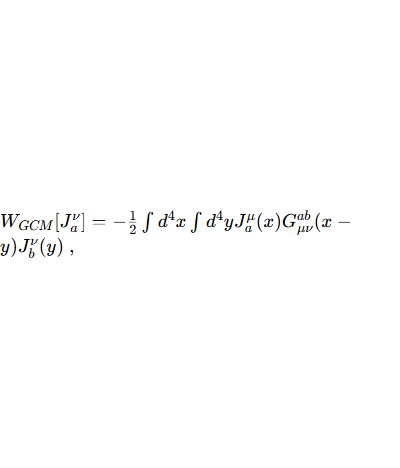 $W_{GCM}[J_a^\nu] = -\frac{1}{2} \int d^4x \int d^4y J_a^\mu(x) G_{\mu\nu}^{ab}(x -$
$y) J_b^\nu(y)\ ,$